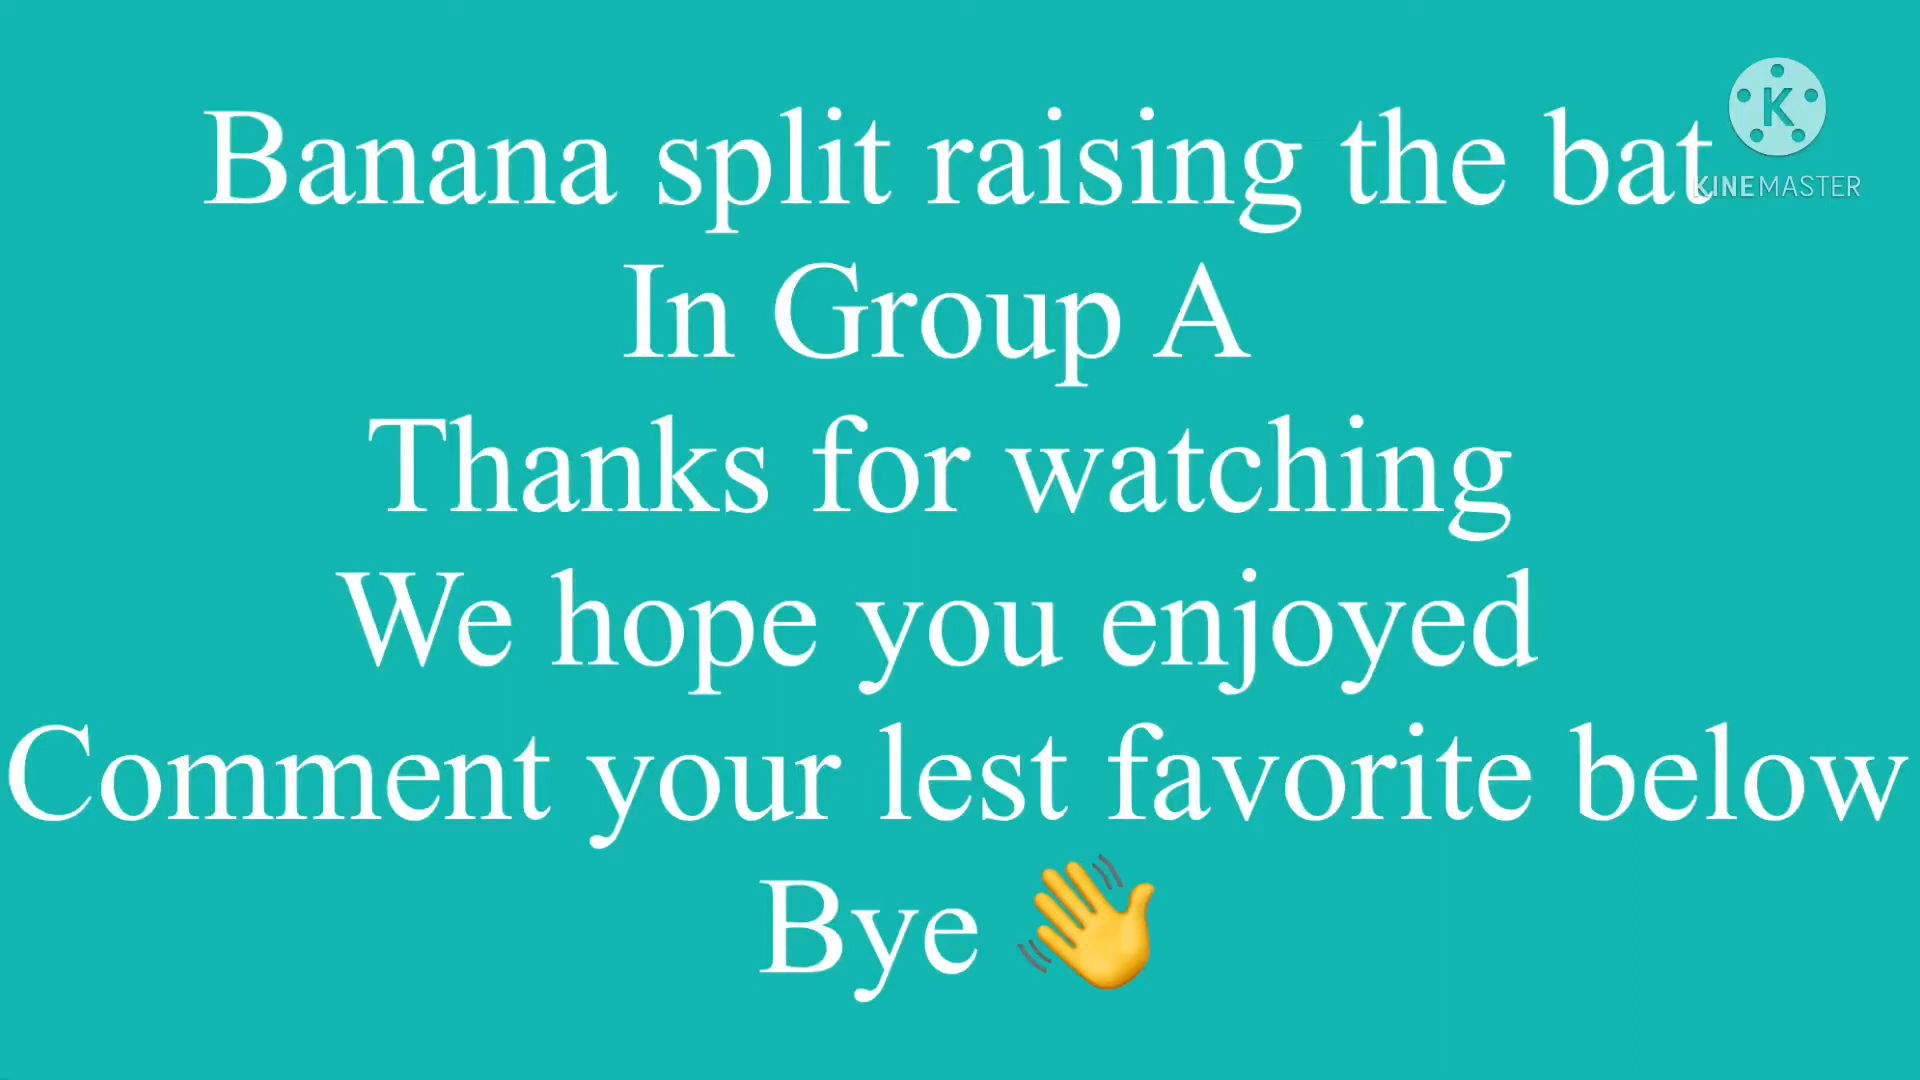 Banana split raising the bat
K
KINEMASTER
In Group A
Thanks for watching
We hope you enjoyed
Comment your lest favorite below
Bye 👋